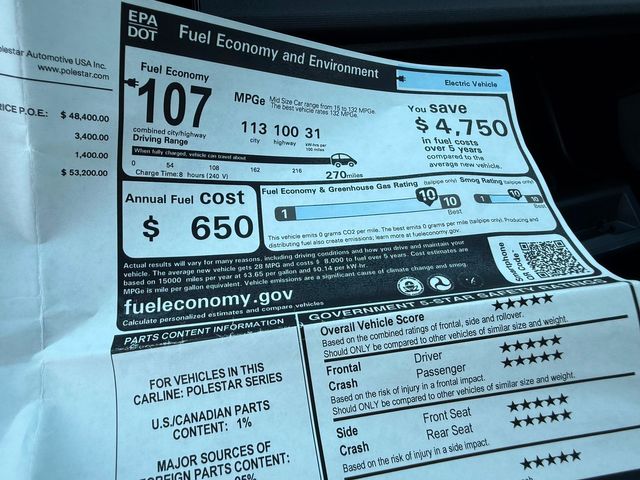 EPA
DOT
Fuel Economy and Environment
Electric Vehicle
Polestar Automotive USA Inc.
www.polestar.com
PRICE P.O.E.: $ 48,400.00
3,400.00
1,400.00
$ 53,200.00
Fuel Economy
107
MPGe
Mid Size Car range from 15 to 132 MPGe.
The best vehicle rates 132 MPGe.
combined city/highway
113 100 31
city highway kW-hrs per
100 miles
Driving Range
When fully charged, vehicle can travel about
0 54 108 162 216 270 miles
Charge Time: 8 hours (240 V)
You save
$ 4,750
in fuel costs
over 5 years
compared to the
average new vehicle.
Annual Fuel cost
$ 650
Fuel Economy & Greenhouse Gas Rating (tailpipe only)
Smog Rating (tailpipe only)
1 10 10
Best
1 10 10
Best
This vehicle emits 0 grams CO2 per mile. The best emits 0 grams per mile (tailpipe only). Producing and
distributing fuel also create emissions; learn more at fueleconomy.gov.
Actual results will vary for many reasons, including driving conditions and how you drive and maintain your
vehicle. The average new vehicle gets 28 MPG and costs $ 8,000 to fuel over 5 years. Cost estimates are
based on 15000 miles per year at $3.65 per gallon and $0.14 per kW-hr.
MPGe is mile per gallon equivalent. Vehicle emissions are a significant cause of climate change and smog.
fueleconomy.gov
Calculate personalized estimates and compare vehicles
Smartphone
QR Code
PARTS CONTENT INFORMATION
FOR VEHICLES IN THIS
CARLINE: POLESTAR SERIES
U.S./CANADIAN PARTS
CONTENT: 1%
MAJOR SOURCES OF
FOREIGN PARTS CONTENT:
GOVERNMENT 5-STAR SAFETY RATINGS
Overall Vehicle Score ★★★★★
Based on the combined ratings of frontal, side and rollover.
Should ONLY be compared to other vehicles of similar size and weight.
Frontal Driver ★★★★★
Crash Passenger ★★★★★
Based on the risk of injury in a frontal impact.
Should ONLY be compared to other vehicles of similar size and weight.
Side Front Seat ★★★★★
Crash Rear Seat ★★★★★
Based on the risk of injury in a side impact.
★★★★★